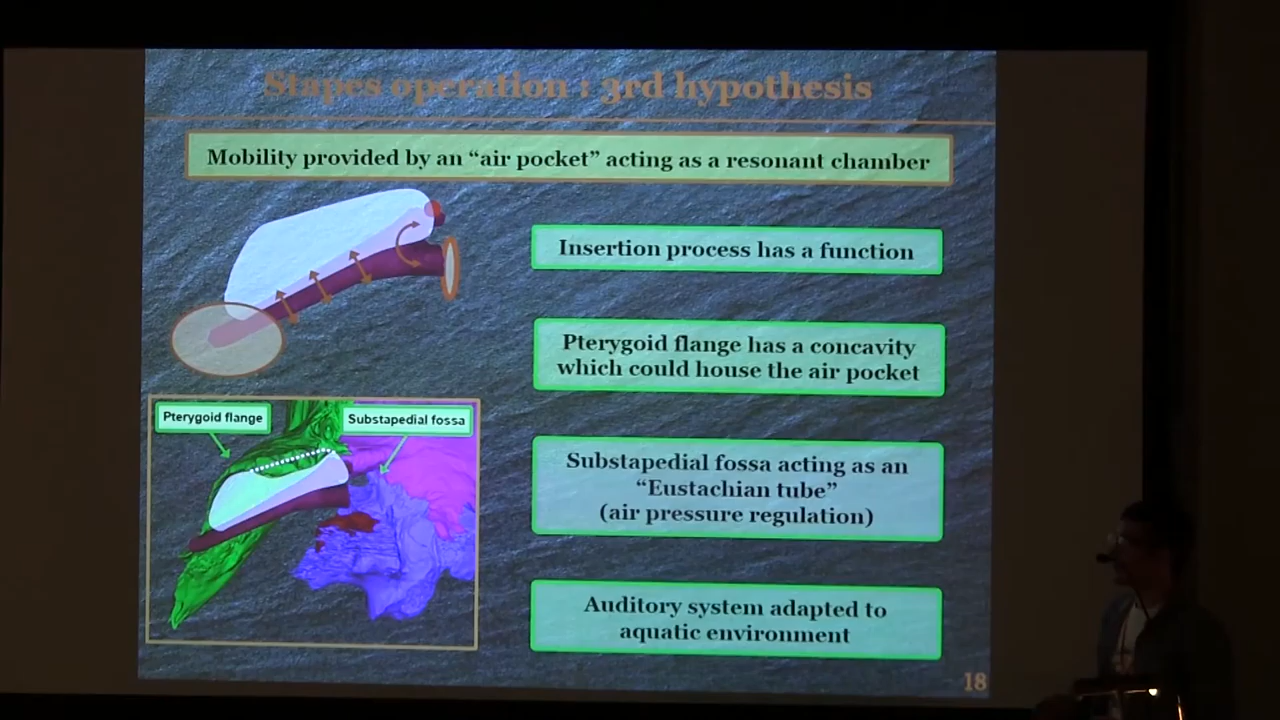 Stapes operation : 3rd hypothesis
Mobility provided by an “air pocket” acting as a resonant chamber
Insertion process has a function
Pterygoid flange has a concavity
which could house the air pocket
Pterygoid flange
Substapedial fossa
Substapedial fossa acting as an
“Eustachian tube”
(air pressure regulation)
Auditory system adapted to
aquatic environment
18